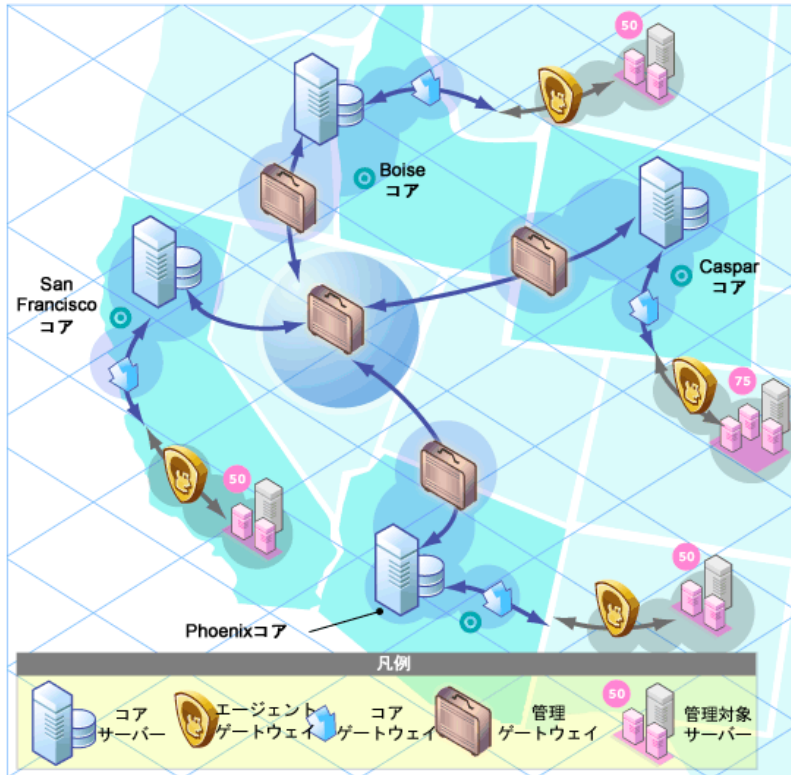 50
Boise
コア
San
Francisco
コア
Caspar
コア
75
50
50
Phoenixコア
凡例
コア
サーバー
エージェント
ゲートウェイ
コア
ゲートウェイ
管理
ゲートウェイ
50
管理対象
サーバー